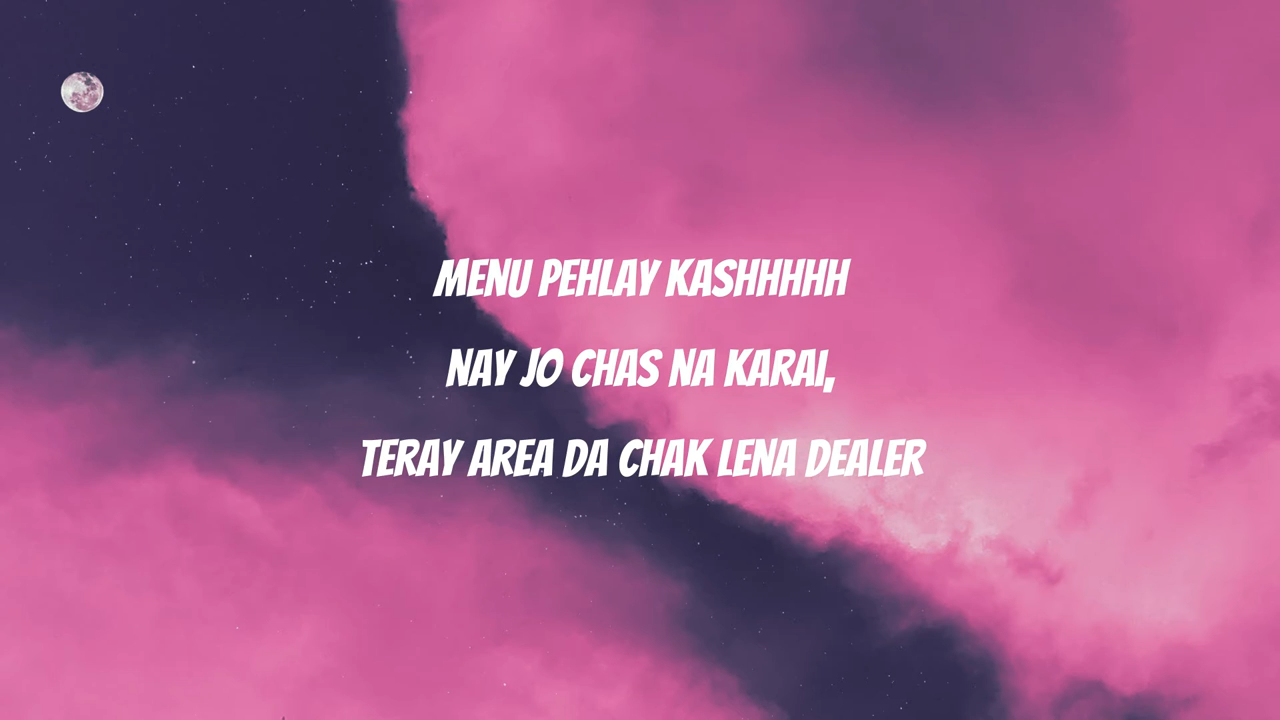 MENU PEHLAY KASHHHHH
NAY JO CHAS NA KARAI,
TERAY AREA DA CHAK LENA DEALER